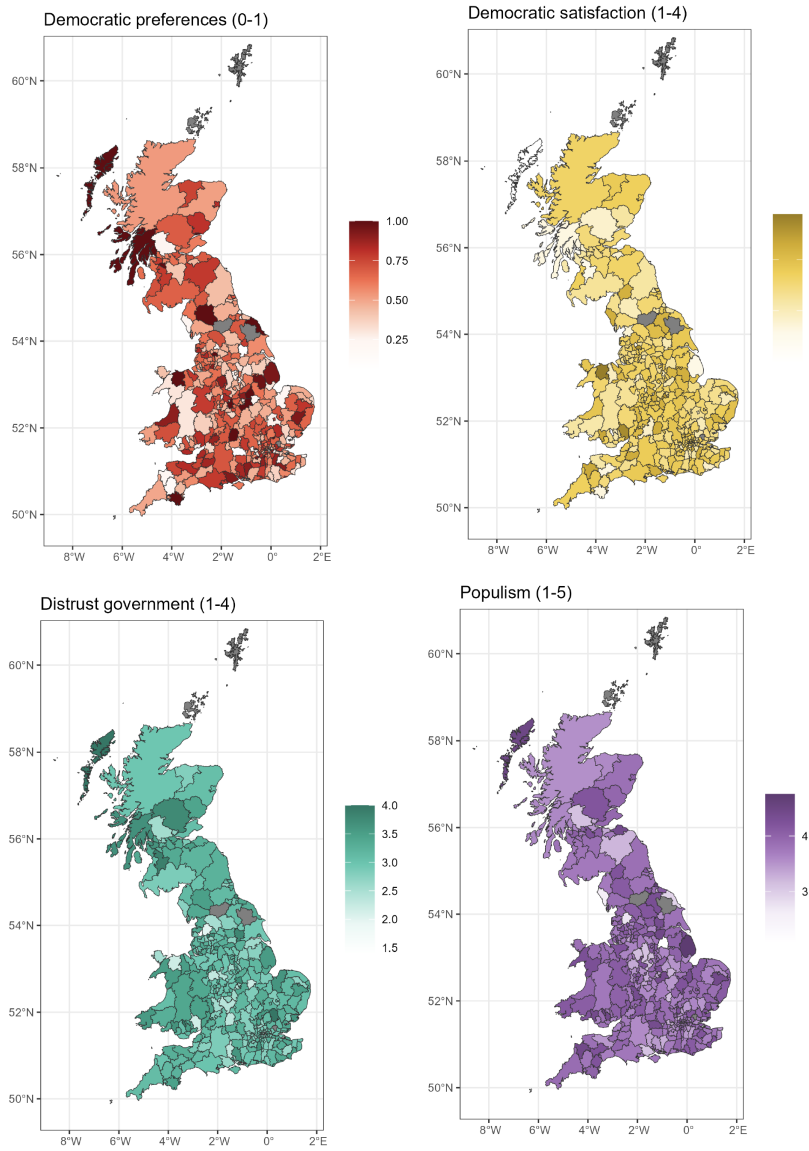 Democratic preferences (0-1)
60°N
58°N
56°N
54°N
52°N
50°N
8°W 6°W 4°W 2°W 0° 2°E
1.00
0.75
0.50
0.25
Democratic satisfaction (1-4)
60°N
58°N
56°N
54°N
52°N
50°N
8°W 6°W 4°W 2°W 0° 2°E
Distrust government (1-4)
60°N
58°N
56°N
54°N
52°N
50°N
8°W 6°W 4°W 2°W 0° 2°E
4.0
3.5
3.0
2.5
2.0
1.5
Populism (1-5)
60°N
58°N
56°N
54°N
52°N
50°N
8°W 6°W 4°W 2°W 0° 2°E
4
3